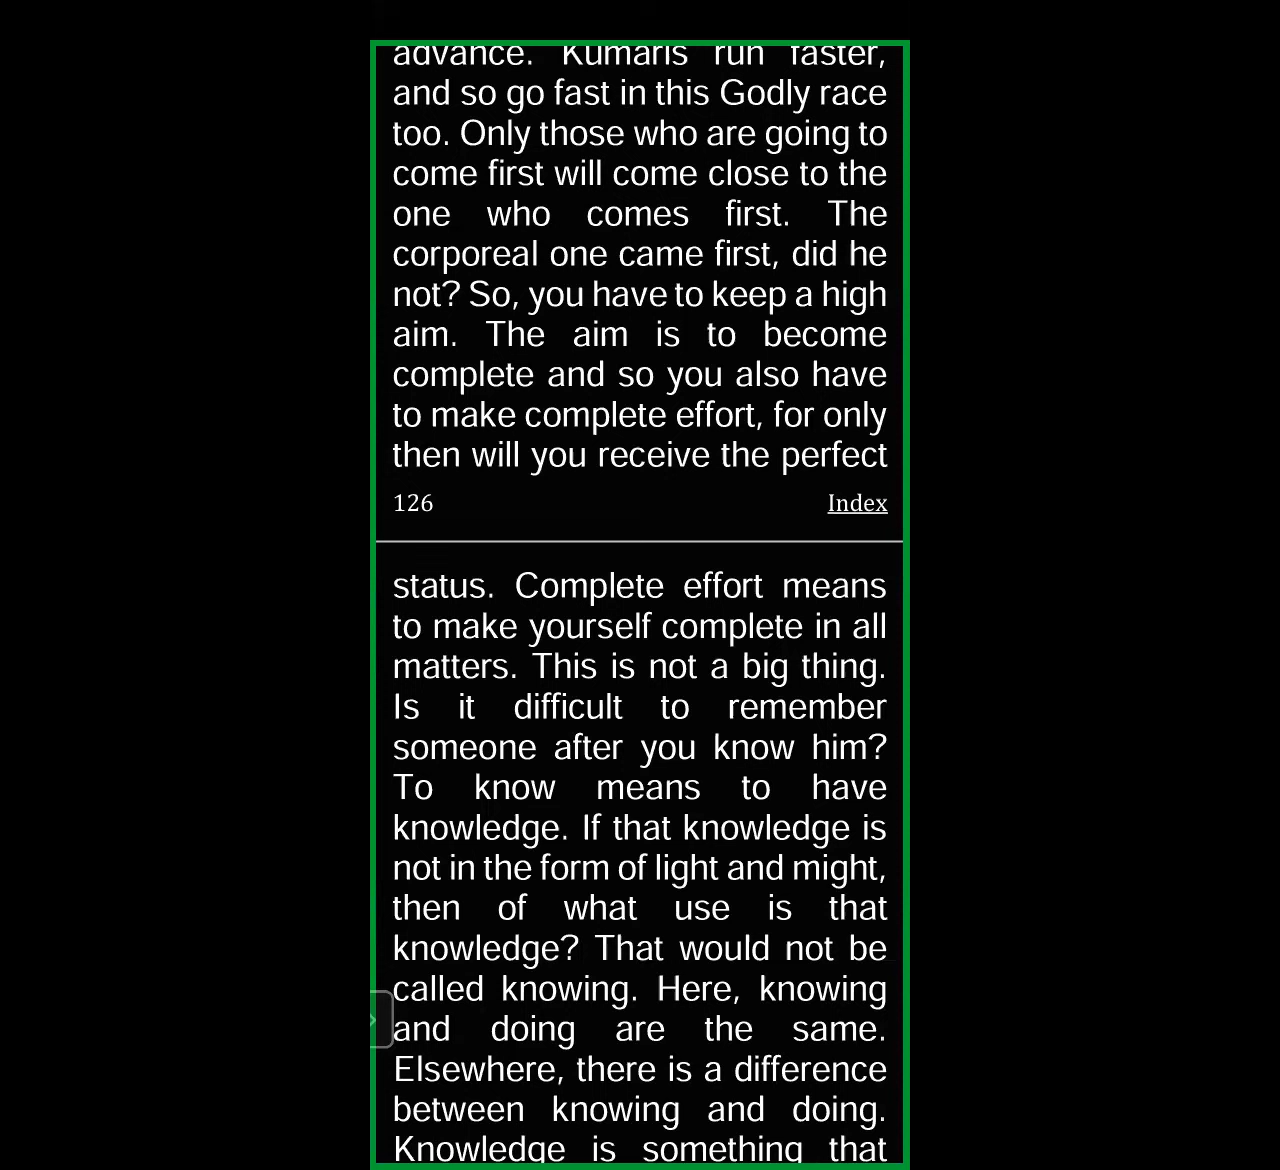 advance. Kumaris run faster,
and so go fast in this Godly race
too. Only those who are going to
come first will come close to the
one who comes first. The
corporeal one came first, did he
not? So, you have to keep a high
aim. The aim is to become
complete and so you also have
to make complete effort, for only
then will you receive the perfect
126 Index
status. Complete effort means
to make yourself complete in all
matters. This is not a big thing.
Is it difficult to remember
someone after you know him?
To know means to have
knowledge. If that knowledge is
not in the form of light and might,
then of what use is that
knowledge? That would not be
called knowing. Here, knowing
and doing are the same.
Elsewhere, there is a difference
between knowing and doing.
Knowledge is something that